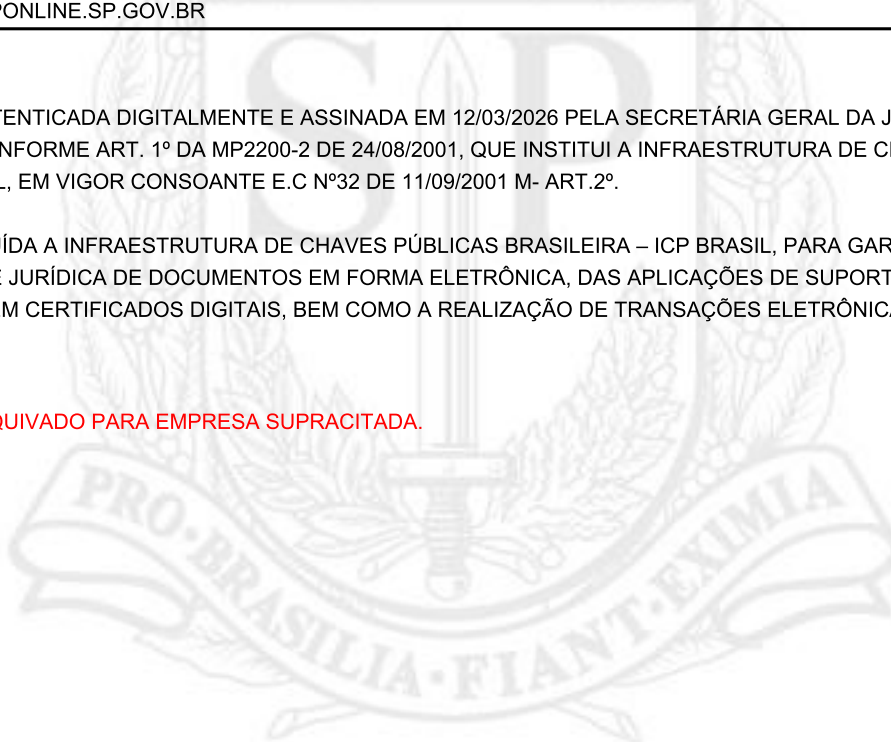 PONLINE.SP.GOV.BR
TENTICADA DIGITALMENTE E ASSINADA EM 12/03/2026 PELA SECRETÁRIA GERAL DA J
NFORME ART. 1º DA MP2200-2 DE 24/08/2001, QUE INSTITUI A INFRAESTRUTURA DE C
L, EM VIGOR CONSOANTE E.C Nº32 DE 11/09/2001 M- ART.2º.
ÍDA A INFRAESTRUTURA DE CHAVES PÚBLICAS BRASILEIRA – ICP BRASIL, PARA GAR
E JURÍDICA DE DOCUMENTOS EM FORMA ELETRÔNICA, DAS APLICAÇÕES DE SUPORT
EM CERTIFICADOS DIGITAIS, BEM COMO A REALIZAÇÃO DE TRANSAÇÕES ELETRÔNICA
QUIVADO PARA EMPRESA SUPRACITADA.
SP
PRO·BRASILIA·FIANT·EXIMIA